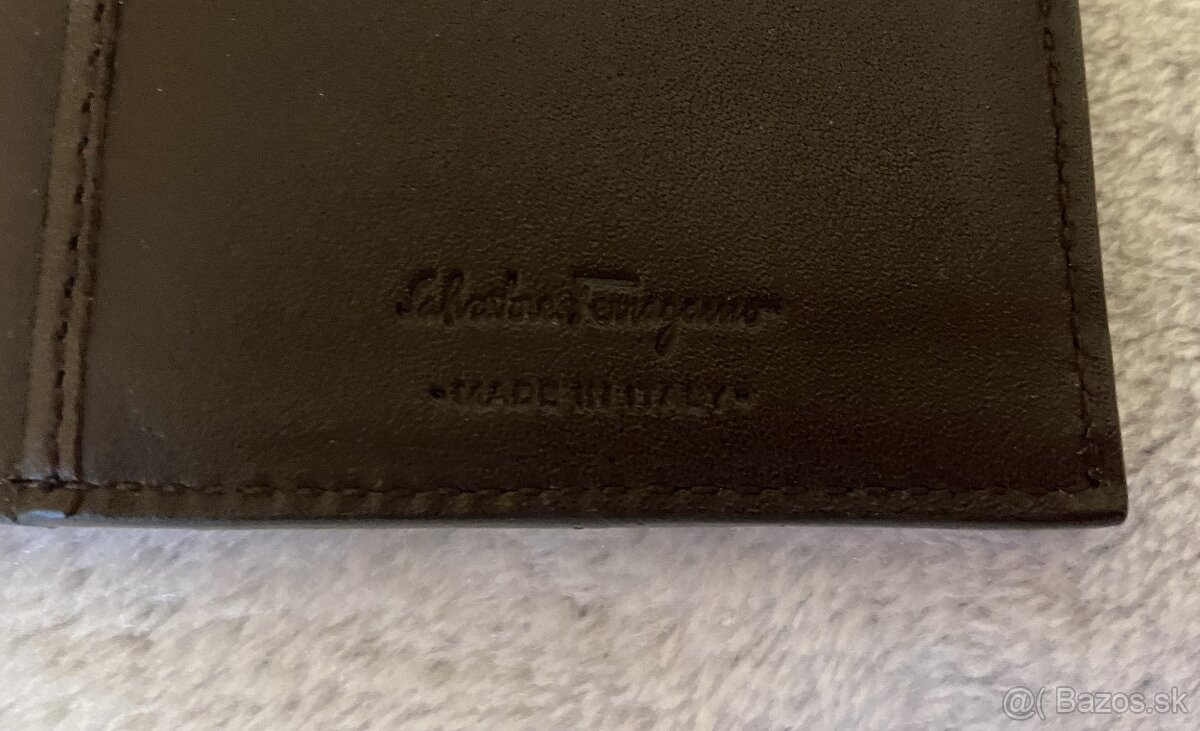 Salvatore Ferragamo
•MADE IN ITALY•
@( Bazos.sk